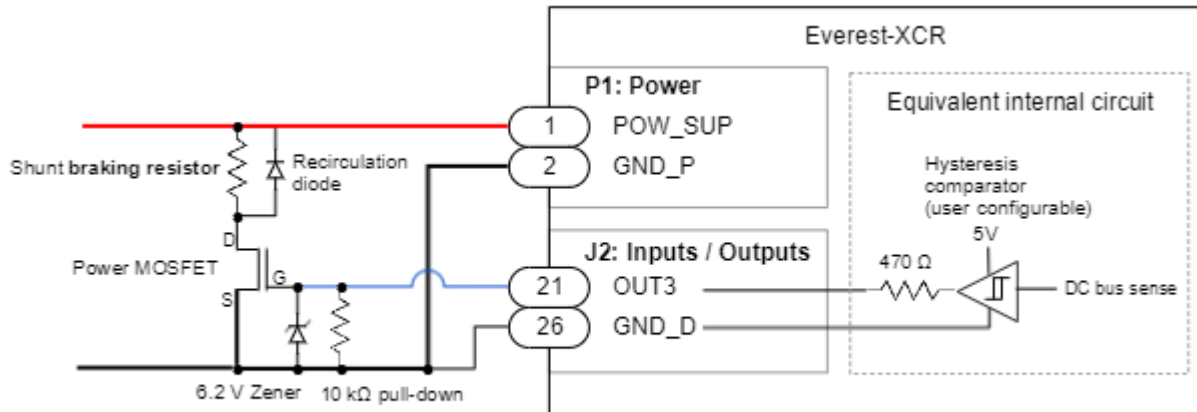 Everest-XCR
P1: Power
1 POW_SUP
2 GND_P
Equivalent internal circuit
Hysteresis
comparator
(user configurable)
5V
470 Ω
DC bus sense
J2: Inputs / Outputs
21 OUT3
26 GND_D
Shunt braking resistor
Recirculation
diode
D
Power MOSFET
G
S
6.2 V Zener
10 kΩ pull-down